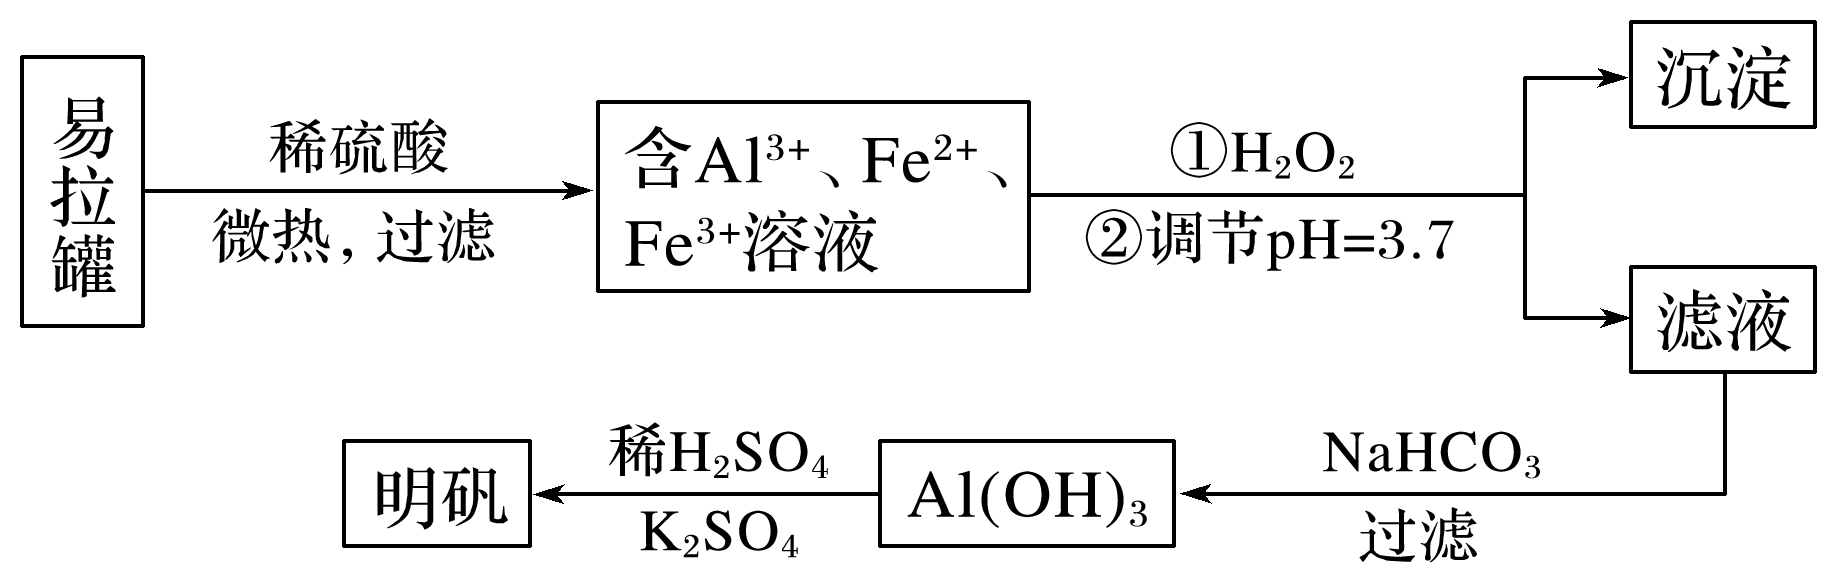 易拉罐
稀硫酸
微热，过滤
含Al³⁺、Fe²⁺、
Fe³⁺溶液
①H₂O₂
②调节pH=3.7
沉淀
滤液
NaHCO₃
过滤
Al(OH)₃
稀H₂SO₄
K₂SO₄
明矾